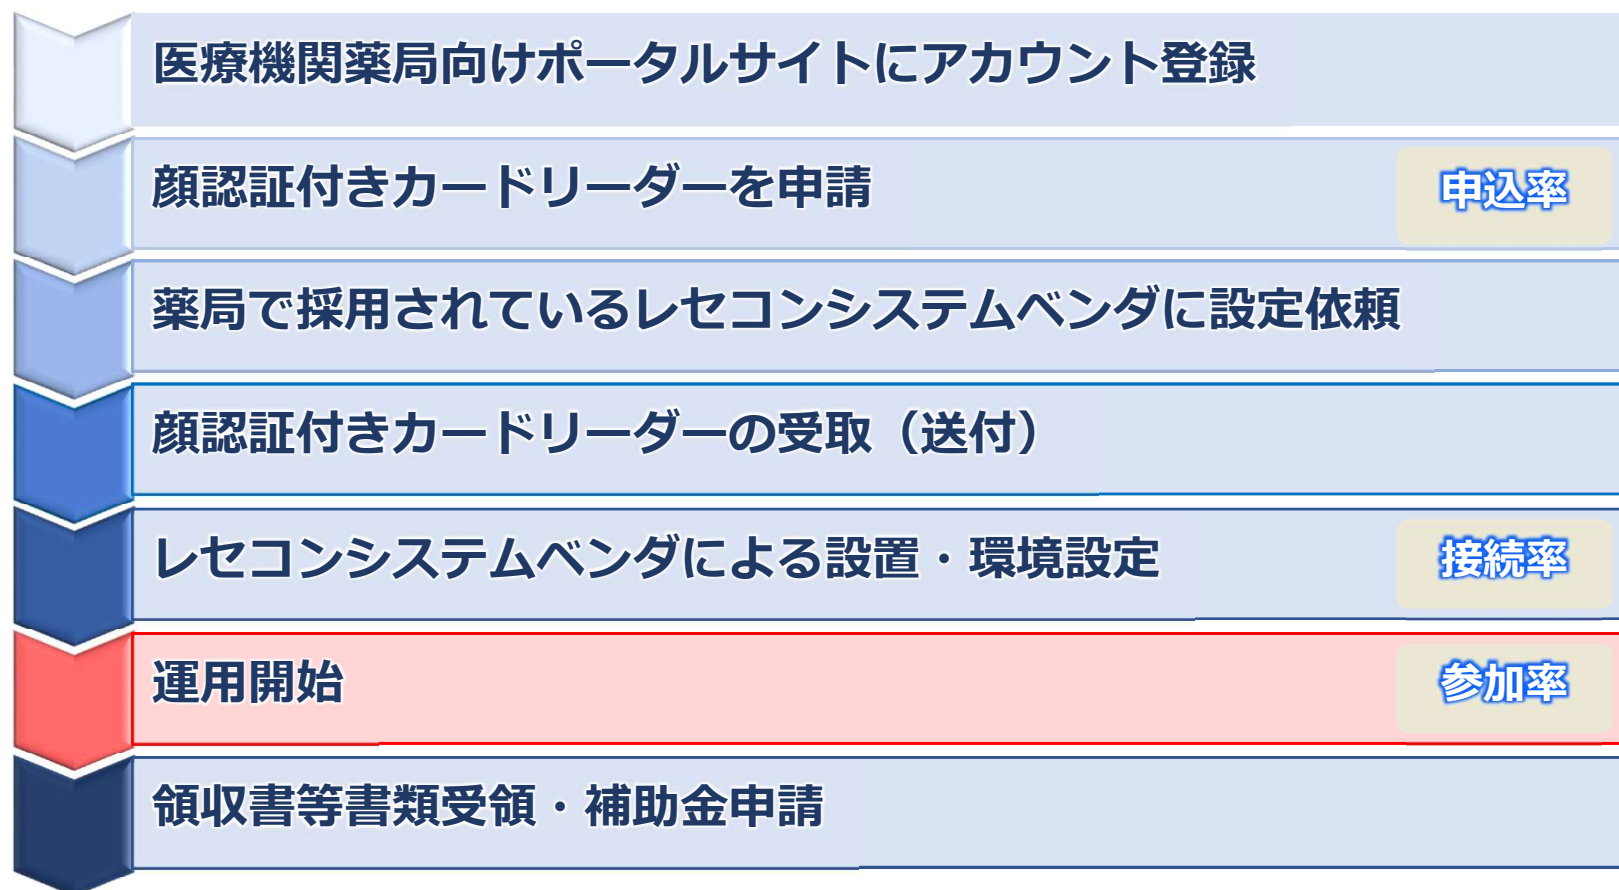 医療機関薬局向けポータルサイトにアカウント登録
顔認証付きカードリーダーを申請
申込率
薬局で採用されているレセコンシステムベンダに設定依頼
顔認証付きカードリーダーの受取（送付）
レセコンシステムベンダによる設置・環境設定
接続率
運用開始
参加率
領収書等書類受領・補助金申請